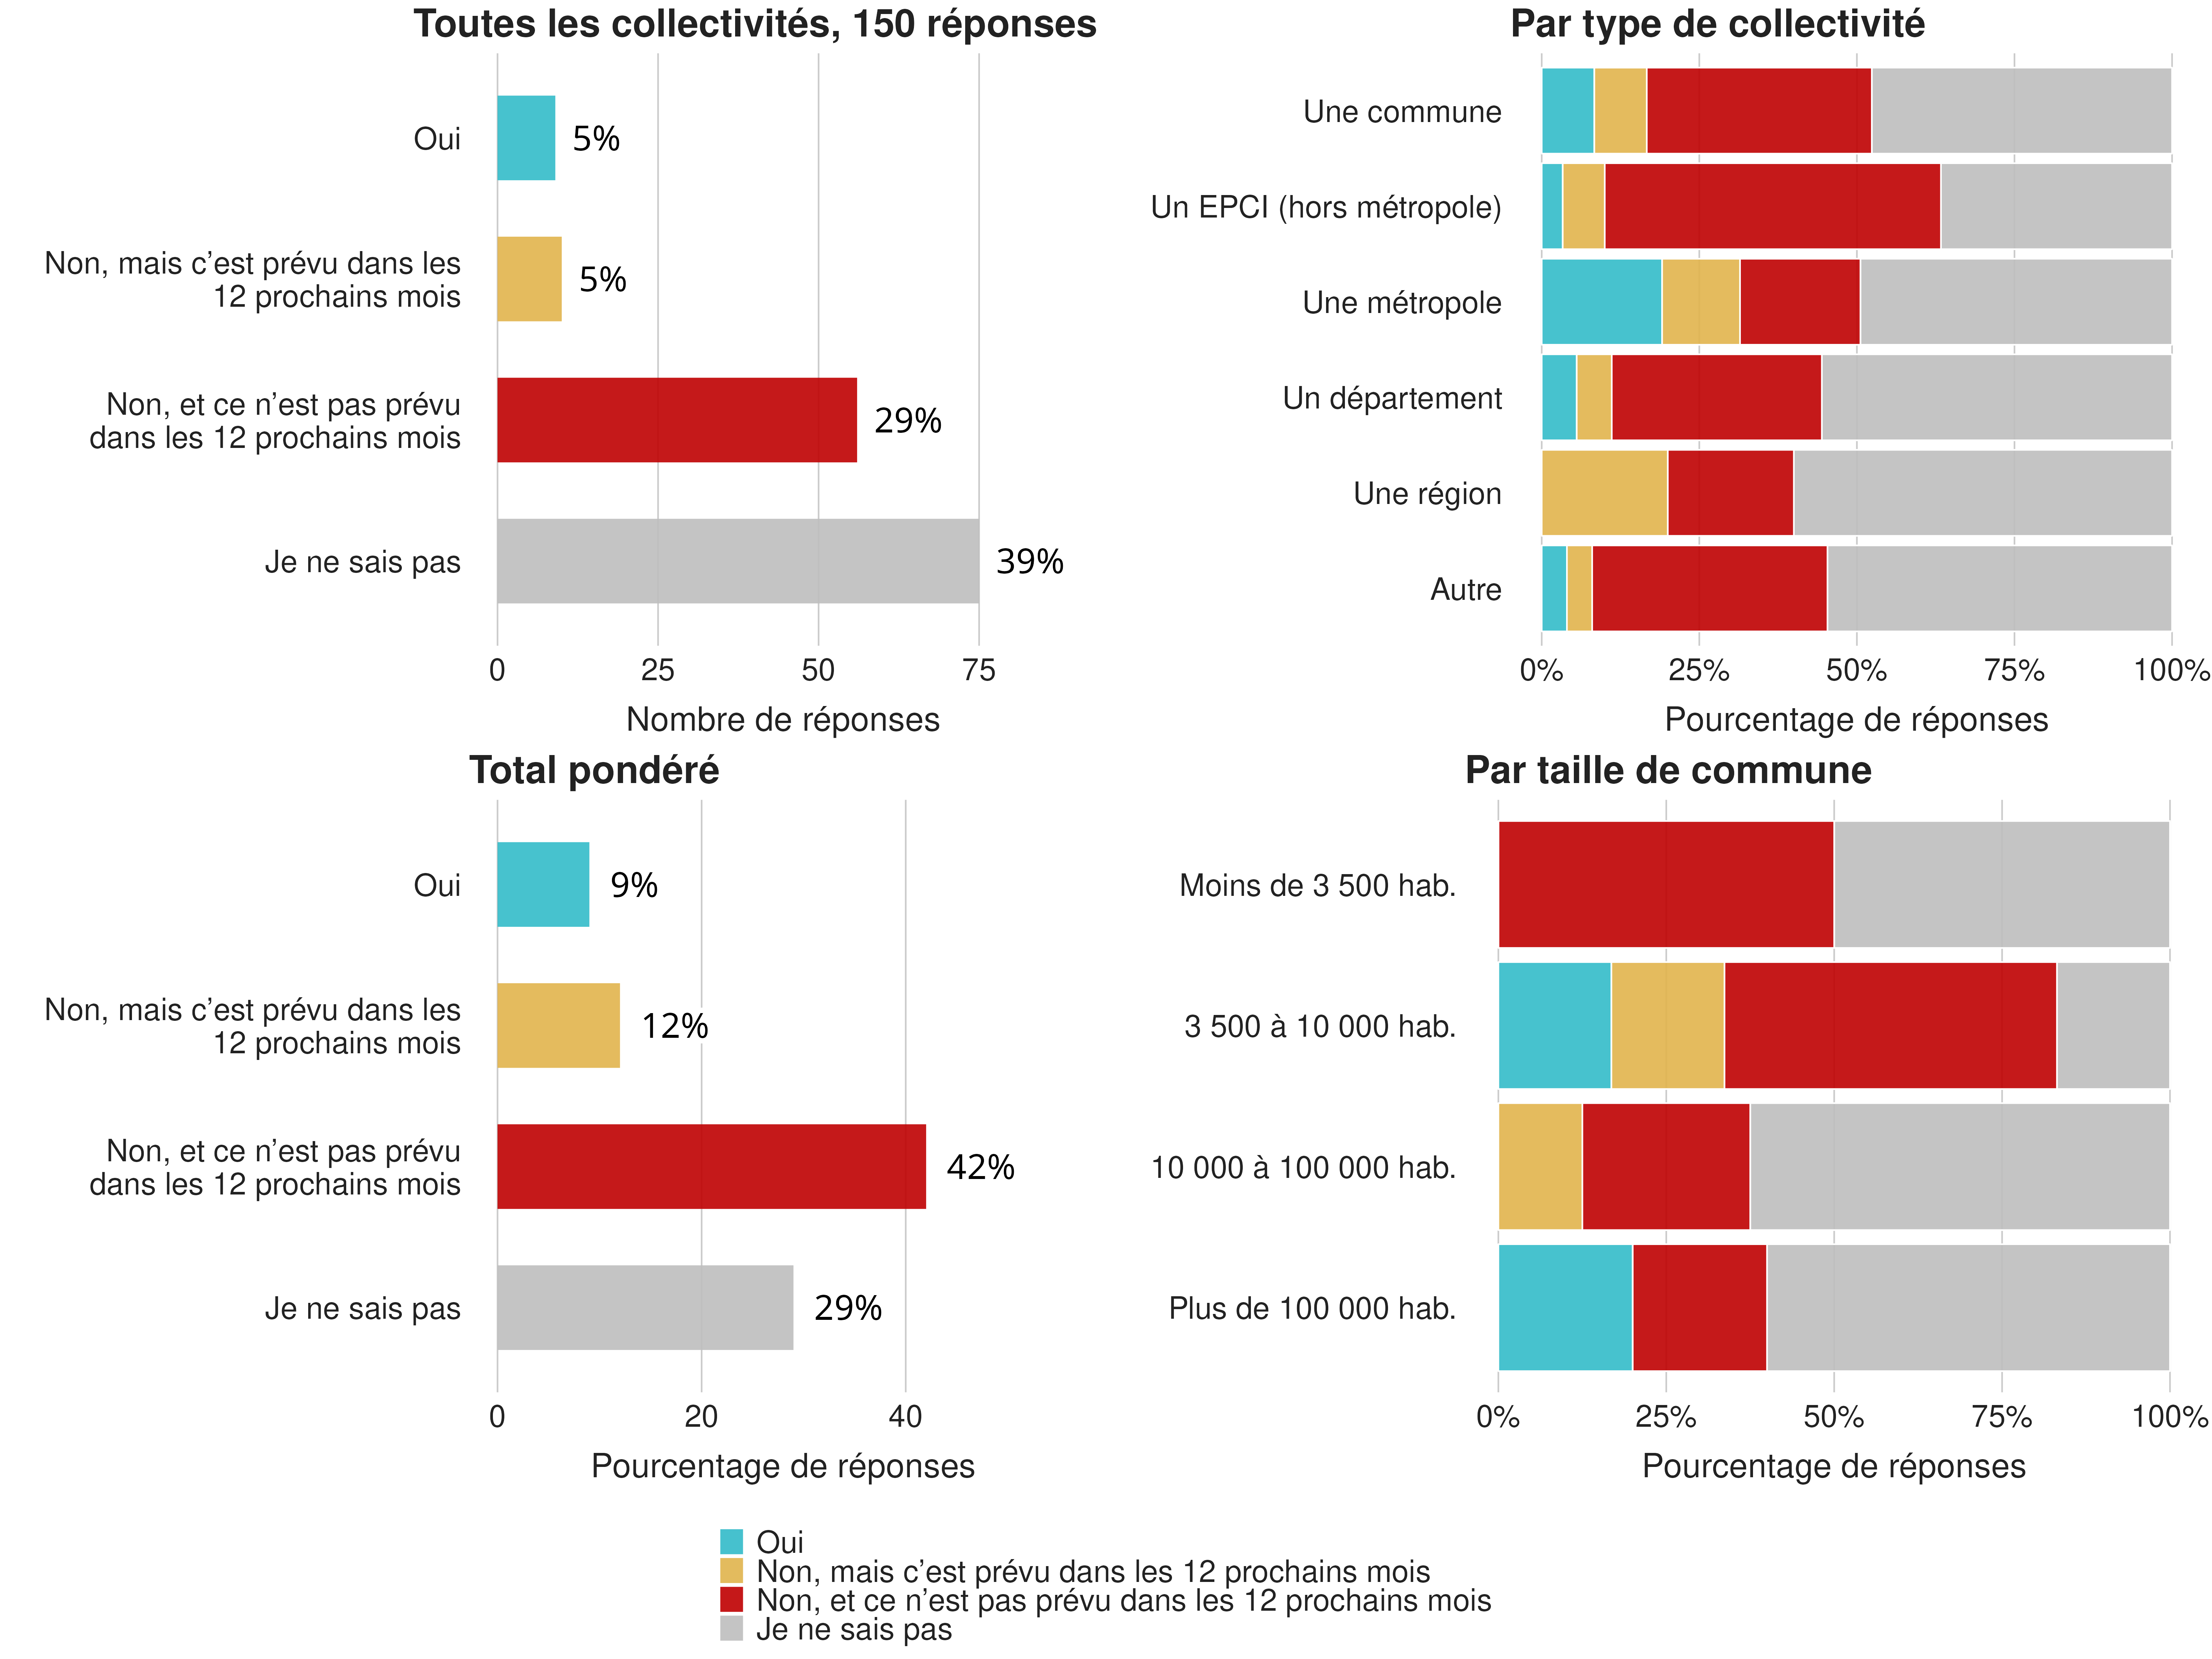 Toutes les collectivités, 150 réponses
Oui
5%
Non, mais c’est prévu dans les
12 prochains mois
5%
Non, et ce n’est pas prévu
dans les 12 prochains mois
29%
Je ne sais pas
39%
0 25 50 75
Nombre de réponses
Par type de collectivité
Une commune
Un EPCI (hors métropole)
Une métropole
Un département
Une région
Autre
0% 25% 50% 75% 100%
Pourcentage de réponses
Total pondéré
Oui
9%
Non, mais c’est prévu dans les
12 prochains mois
12%
Non, et ce n’est pas prévu
dans les 12 prochains mois
42%
Je ne sais pas
29%
0 20 40
Pourcentage de réponses
Par taille de commune
Moins de 3 500 hab.
3 500 à 10 000 hab.
10 000 à 100 000 hab.
Plus de 100 000 hab.
0% 25% 50% 75% 100%
Pourcentage de réponses
Oui
Non, mais c’est prévu dans les 12 prochains mois
Non, et ce n’est pas prévu dans les 12 prochains mois
Je ne sais pas